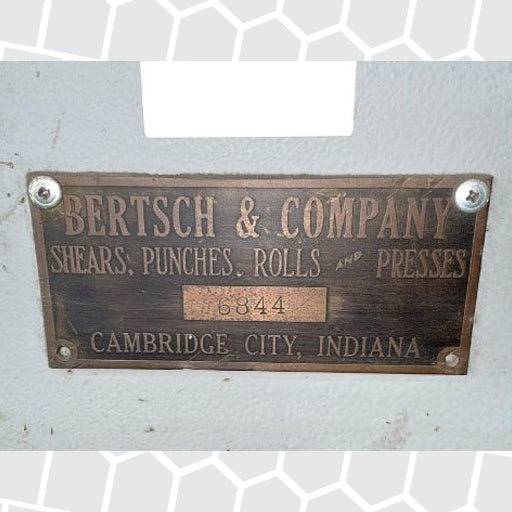 BERTSCH & COMPANY
SHEARS, PUNCHES, ROLLS AND PRESSES
6844
CAMBRIDGE CITY, INDIANA